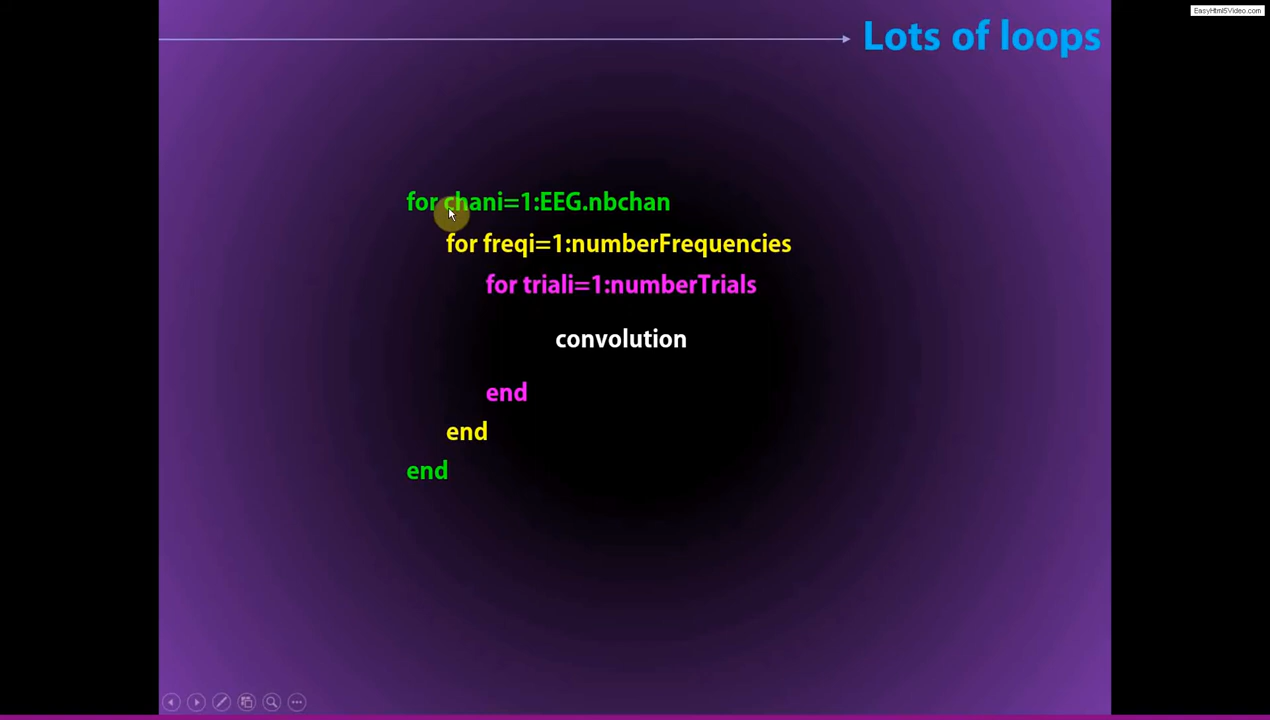 EasyHtml5Video.com
Lots of loops
for chani=1:EEG.nbchan
for freqi=1:numberFrequencies
for triali=1:numberTrials
convolution
end
end
end